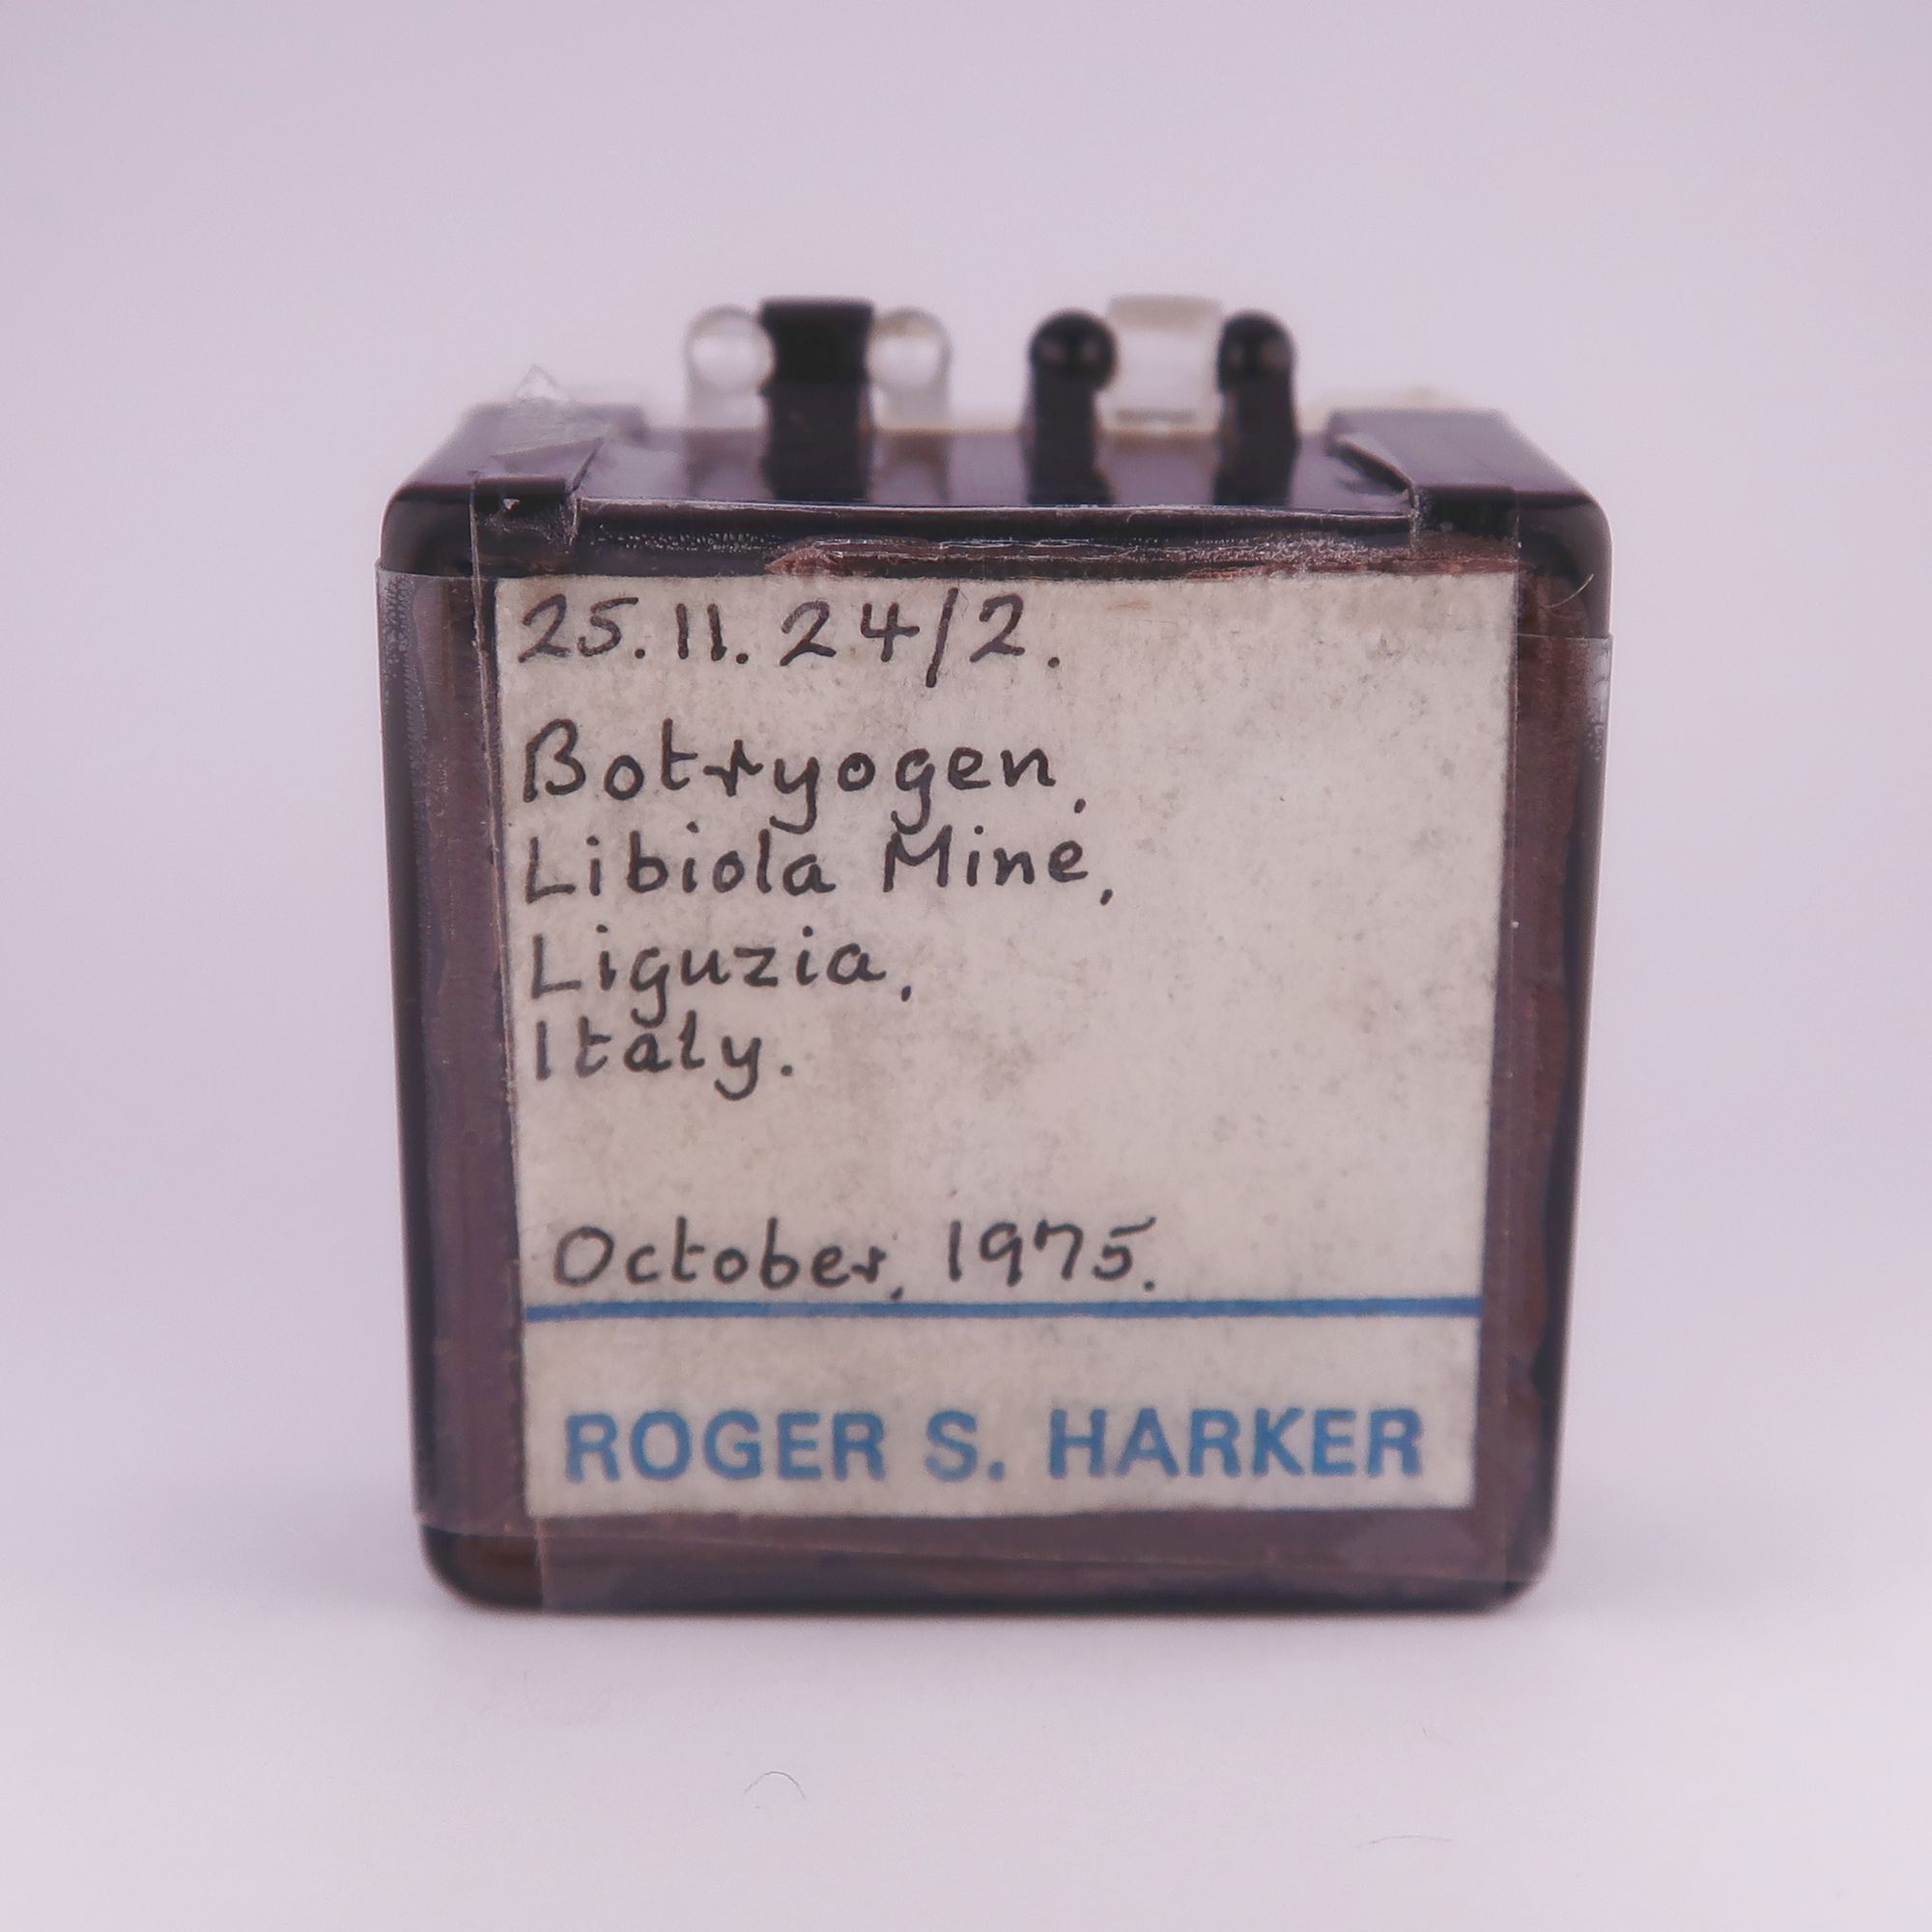 25.11.24/2.
Botryogen,
Libiola Mine,
Liguzia,
Italy.
October, 1975.
ROGER S. HARKER